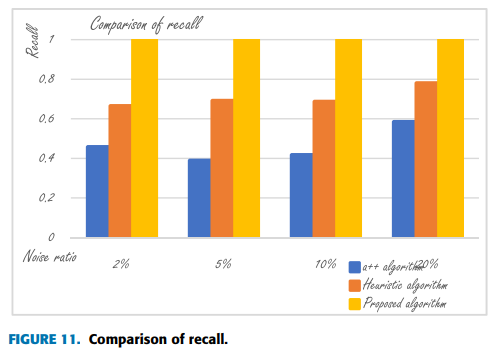 Comparison of recall
Recall
1
0.8
0.6
0.4
0.2
0
Noise ratio 2% 5% 10% 20%
a++ algorithm
Heuristic algorithm
Proposed algorithm
FIGURE 11. Comparison of recall.